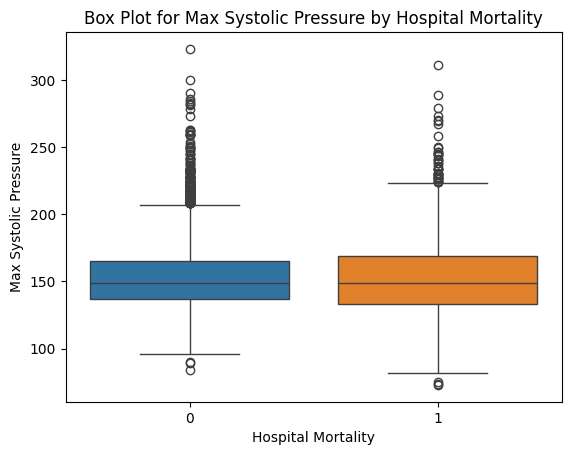 Box Plot for Max Systolic Pressure by Hospital Mortality
Max Systolic Pressure
300
250
200
150
100
0
1
Hospital Mortality